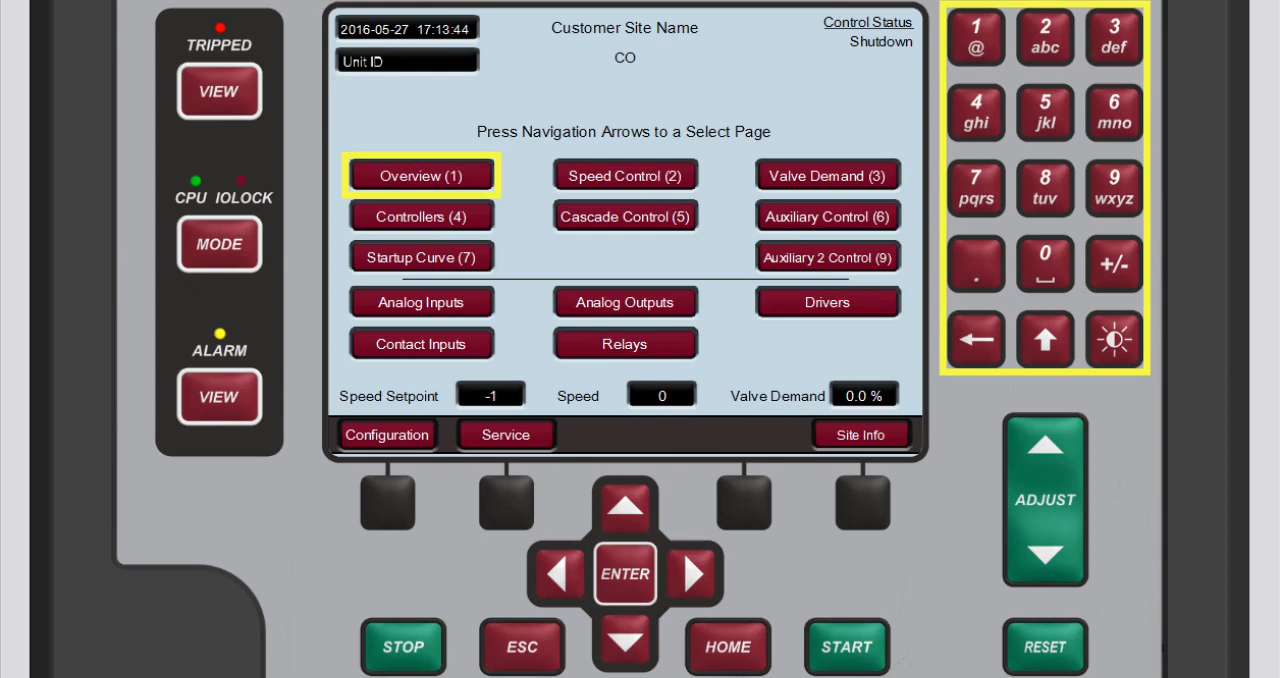 TRIPPED
VIEW
CPU IOLOCK
MODE
ALARM
VIEW
2016-05-27 17:13:44
Customer Site Name
Control Status
Shutdown
Unit ID
CO
Press Navigation Arrows to a Select Page
Overview (1)
Speed Control (2)
Valve Demand (3)
Controllers (4)
Cascade Control (5)
Auxiliary Control (6)
Startup Curve (7)
Auxiliary 2 Control (9)
Analog Inputs
Analog Outputs
Drivers
Contact Inputs
Relays
Speed Setpoint -1 Speed 0 Valve Demand 0.0 %
Configuration
Service
Site Info
1
@
2
abc
3
def
4
ghi
5
jkl
6
mno
7
pqrs
8
tuv
9
wxyz
.
0
+/-
ADJUST
ENTER
STOP
ESC
HOME
START
RESET